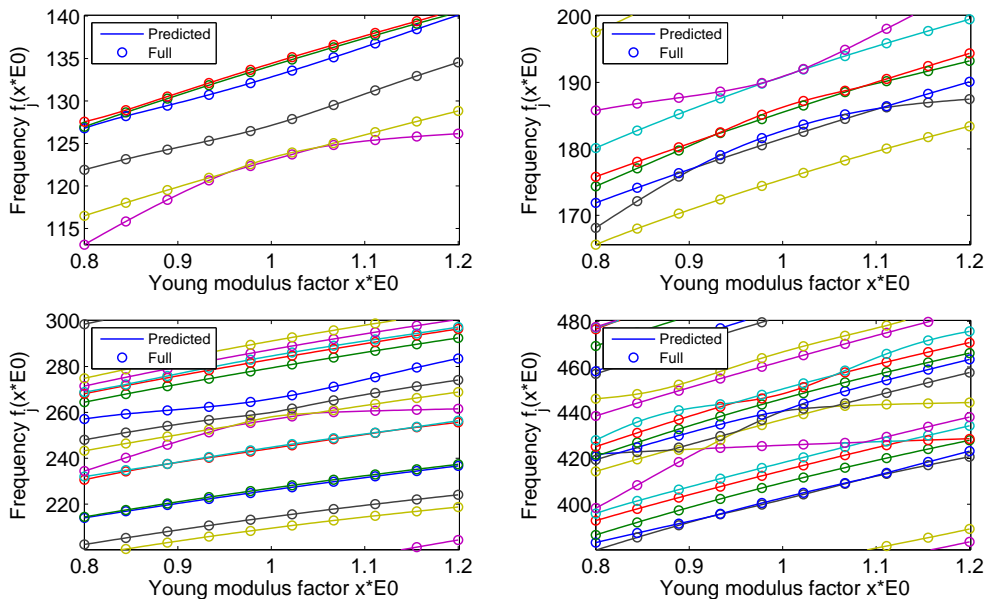 140
130
120
Frequency f_j(x*E0)
Predicted
Full
0.8
0.9
1
1.1
1.2
Young modulus factor x*E0
200
190
180
170
Frequency f_j(x*E0)
Predicted
Full
0.8
0.9
1
1.1
1.2
Young modulus factor x*E0
300
280
260
240
220
Frequency f_j(x*E0)
Predicted
Full
0.8
0.9
1
1.1
1.2
Young modulus factor x*E0
480
460
440
420
400
Frequency f_j(x*E0)
Predicted
Full
0.8
0.9
1
1.1
1.2
Young modulus factor x*E0